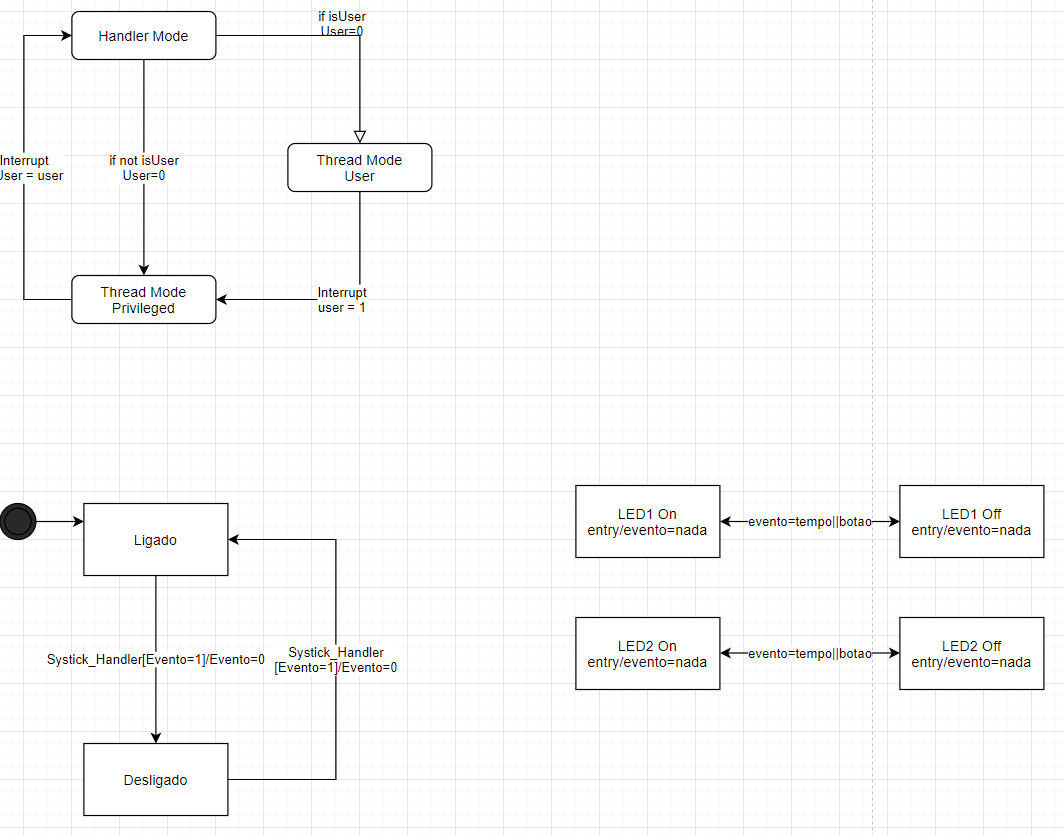 if isUser
User=0
Handler Mode
Interrupt
User = user
if not isUser
User=0
Thread Mode
User
Thread Mode
Privileged
Interrupt
user = 1
Ligado
Systick_Handler[Evento=1]/Evento=0
Systick_Handler
[Evento=1]/Evento=0
Desligado
LED1 On
entry/evento=nada
evento=tempo||botao
LED1 Off
entry/evento=nada
LED2 On
entry/evento=nada
evento=tempo||botao
LED2 Off
entry/evento=nada